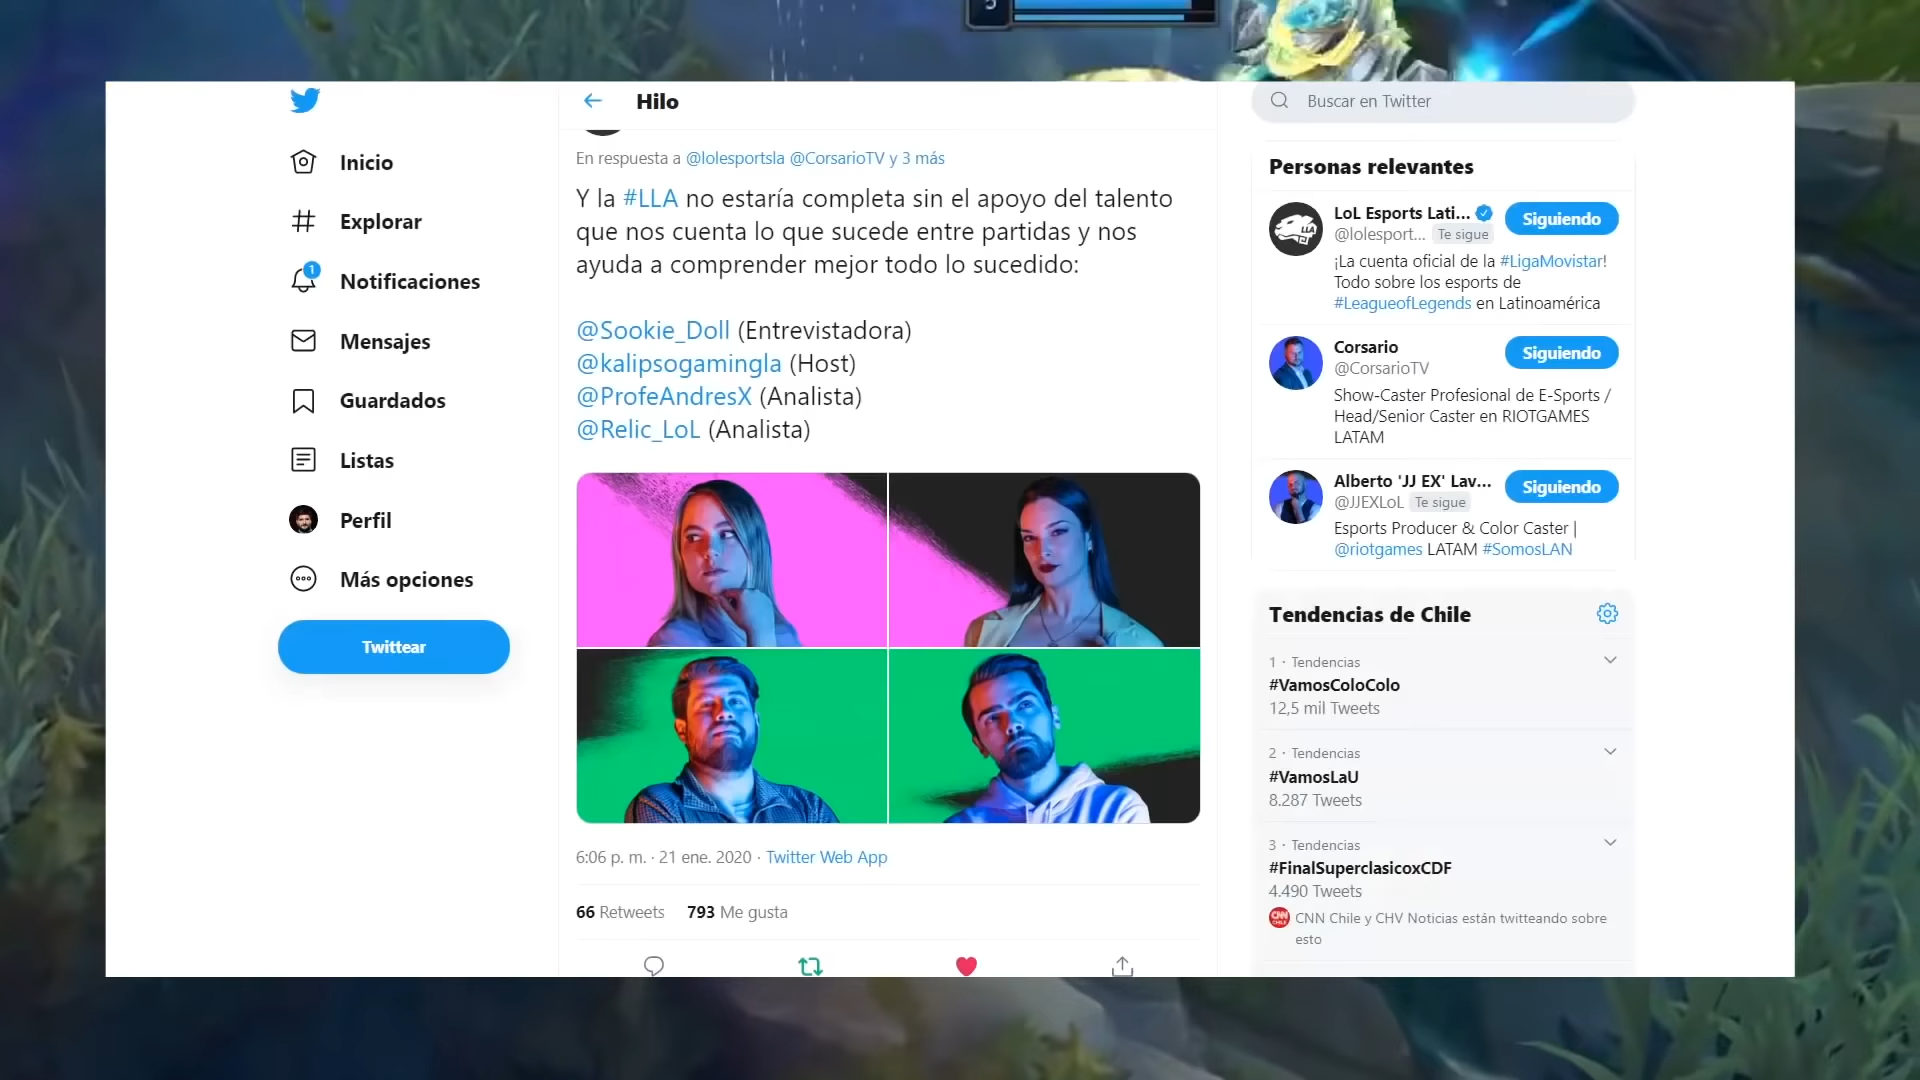 5
Hilo
Buscar en Twitter
Inicio
Explorar
1
Notificaciones
Mensajes
Guardados
Listas
Perfil
Más opciones
Twittear
En respuesta a @lolesportsla @CorsarioTV y 3 más
Y la #LLA no estaría completa sin el apoyo del talento
que nos cuenta lo que sucede entre partidas y nos
ayuda a comprender mejor todo lo sucedido:
@Sookie_Doll (Entrevistadora)
@kalipsogamingla (Host)
@ProfeAndresX (Analista)
@Relic_LoL (Analista)
6:06 p. m. · 21 ene. 2020 · Twitter Web App
66 Retweets 793 Me gusta
Personas relevantes
LLA
LoL Esports Lati...
Siguiendo
@lolesport... Te sigue
¡La cuenta oficial de la #LigaMovistar!
Todo sobre los esports de
#LeagueofLegends en Latinoamérica
Corsario
Siguiendo
@CorsarioTV
Show-Caster Profesional de E-Sports /
Head/Senior Caster en RIOTGAMES
LATAM
Alberto 'JJ EX' Lav...
Siguiendo
@JJEXLoL Te sigue
Esports Producer & Color Caster |
@riotgames LATAM #SomosLAN
Tendencias de Chile
1 · Tendencias
#VamosColoColo
12,5 mil Tweets
2 · Tendencias
#VamosLaU
8.287 Tweets
3 · Tendencias
#FinalSuperclasicoxCDF
4.490 Tweets
CNN CHILE
CNN Chile y CHV Noticias están twitteando sobre
esto